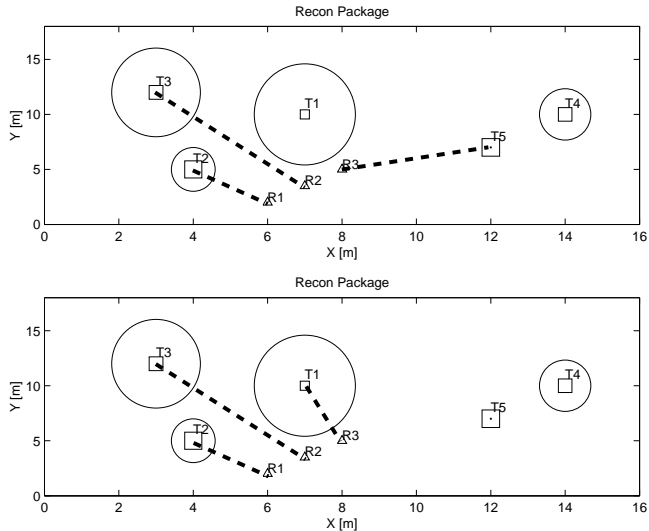 Recon Package
15
10
5
0
Y [m]
T3
T1
T4
T5
T2
R3
R2
R1
0 2 4 6 8 10 12 14 16
X [m]
Recon Package
15
10
5
0
Y [m]
T3
T1
T4
T5
T2
R3
R2
R1
0 2 4 6 8 10 12 14 16
X [m]